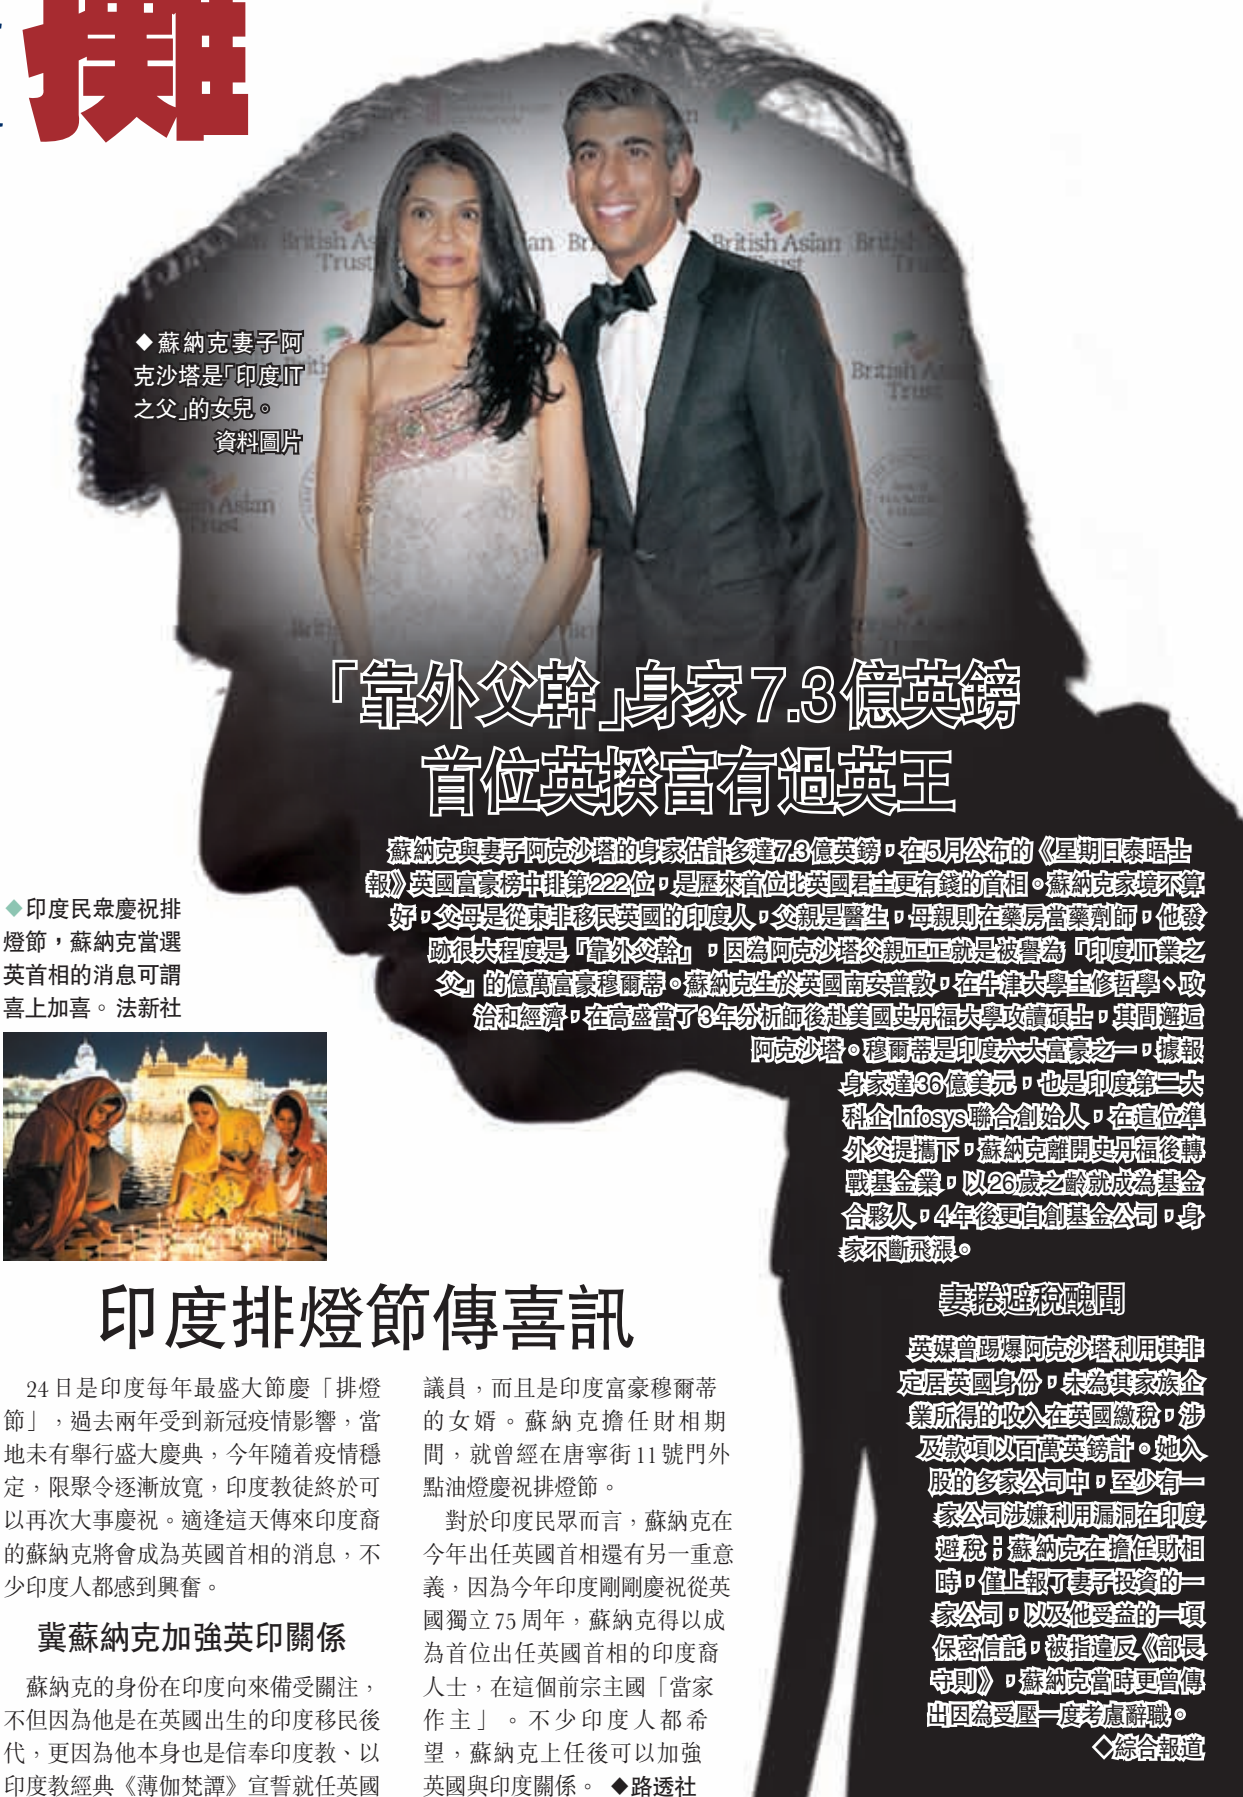 攤
British Asian
Trust
◆蘇納克妻子阿
克沙塔是「印度IT
之父」的女兒。
資料圖片
「靠外父幹」身家7.3億英鎊
首位英揆富有過英王
蘇納克與妻子阿克沙塔的身家估計多達7.3億英鎊，在5月公布的《星期日泰晤士
報》英國富豪榜中排第222位，是歷來首位比英國君主更有錢的首相。蘇納克家境不算
好，父母是從東非移民英國的印度人，父親是醫生，母親則在藥房當藥劑師，他發
跡很大程度是「靠外父幹」，因為阿克沙塔父親正正就是被譽為「印度IT業之
父」的億萬富豪穆爾蒂。蘇納克生於英國南安普敦，在牛津大學主修哲學、政
治和經濟，在高盛當了3年分析師後赴美國史丹福大學攻讀碩士，其間邂逅
阿克沙塔。穆爾蒂是印度六大富豪之一，據報
身家達36億美元，也是印度第二大
科企Infosys聯合創始人，在這位準
外父提攜下，蘇納克離開史丹福後轉
戰基金業，以26歲之齡就成為基金
合夥人，4年後更自創基金公司，身
家不斷飛漲。
妻捲避稅醜聞
英媒曾踢爆阿克沙塔利用其非
定居英國身份，未為其家族企
業所得的收入在英國繳稅，涉
及款項以百萬英鎊計。她入
股的多家公司中，至少有一
家公司涉嫌利用漏洞在印度
避稅；蘇納克在擔任財相
時，僅上報了妻子投資的一
家公司，以及他受益的一項
保密信託，被指違反《部長
守則》，蘇納克當時更曾傳
出因為受壓一度考慮辭職。
◇綜合報道
◆印度民眾慶祝排
燈節，蘇納克當選
英首相的消息可謂
喜上加喜。 法新社
印度排燈節傳喜訊
24日是印度每年最盛大節慶「排燈
節」，過去兩年受到新冠疫情影響，當
地未有舉行盛大慶典，今年隨着疫情穩
定，限聚令逐漸放寬，印度教徒終於可
以再次大事慶祝。適逢這天傳來印度裔
的蘇納克將會成為英國首相的消息，不
少印度人都感到興奮。
冀蘇納克加強英印關係
蘇納克的身份在印度向來備受關注，
不但因為他是在英國出生的印度移民後
代，更因為他本身也是信奉印度教、以
印度教經典《薄伽梵譚》宣誓就任英國
議員，而且是印度富豪穆爾蒂
的女婿。蘇納克擔任財相期
間，就曾經在唐寧街11號門外
點油燈慶祝排燈節。
對於印度民眾而言，蘇納克在
今年出任英國首相還有另一重意
義，因為今年印度剛剛慶祝從英
國獨立75周年，蘇納克得以成
為首位出任英國首相的印度裔
人士，在這個前宗主國「當家
作主」。不少印度人都希
望，蘇納克上任後可以加強
英國與印度關係。 ◆路透社